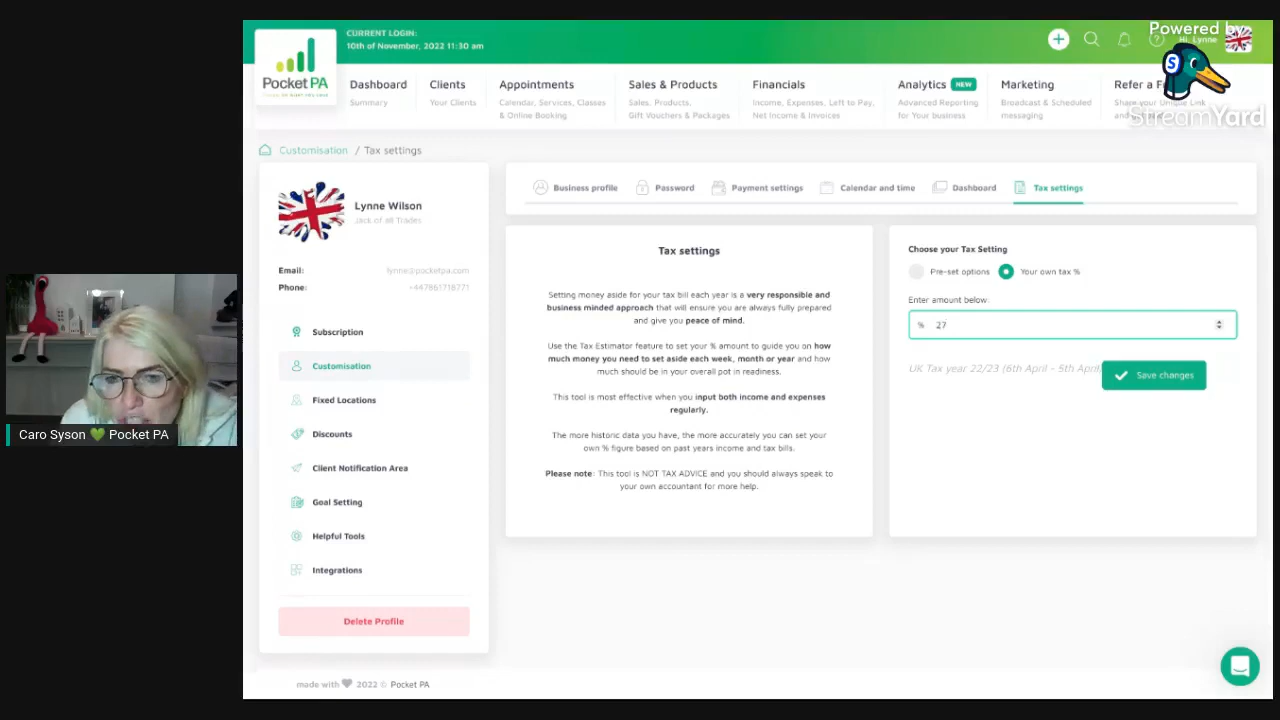 Powered by
StreamYard
CURRENT LOGIN:
10th of November, 2022 11:30 am
Hi, Lynne
Pocket PA
Dashboard
Summary
Clients
Your Clients
Appointments
Calendar, Services, Classes
& Online Booking
Sales & Products
Sales, Products,
Gift Vouchers & Packages
Financials
Income, Expenses, Left to Pay,
Net Income & Invoices
Analytics NEW
Advanced Reporting
for Your business
Marketing
Broadcast & Scheduled
messaging
Refer a F
Share your Unique Link
Customisation / Tax settings
Lynne Wilson
Jack of all Trades
Email: lynne@pocketpa.com
Phone: +447861718771
Subscription
Customisation
Fixed Locations
Discounts
Client Notification Area
Goal Setting
Helpful Tools
Integrations
Delete Profile
Business profile
Password
Payment settings
Calendar and time
Dashboard
Tax settings
Tax settings
Setting money aside for your tax bill each year is a very responsible and
business minded approach that will ensure you are always fully prepared
and give you peace of mind.
Use the Tax Estimator feature to set your % amount to guide you on how
much money you need to set aside each week, month or year and how
much should be in your overall pot in readiness.
This tool is most effective when you input both income and expenses
regularly.
The more historic data you have, the more accurately you can set your
own % figure based on past years income and tax bills.
Please note: This tool is NOT TAX ADVICE and you should always speak to
your own accountant for more help.
Choose your Tax Setting
Pre-set options
Your own tax %
Enter amount below:
% 27
UK Tax year 22/23 (6th April - 5th April)
Save changes
Caro Syson 💚 Pocket PA
made with ♥ 2022 © Pocket PA